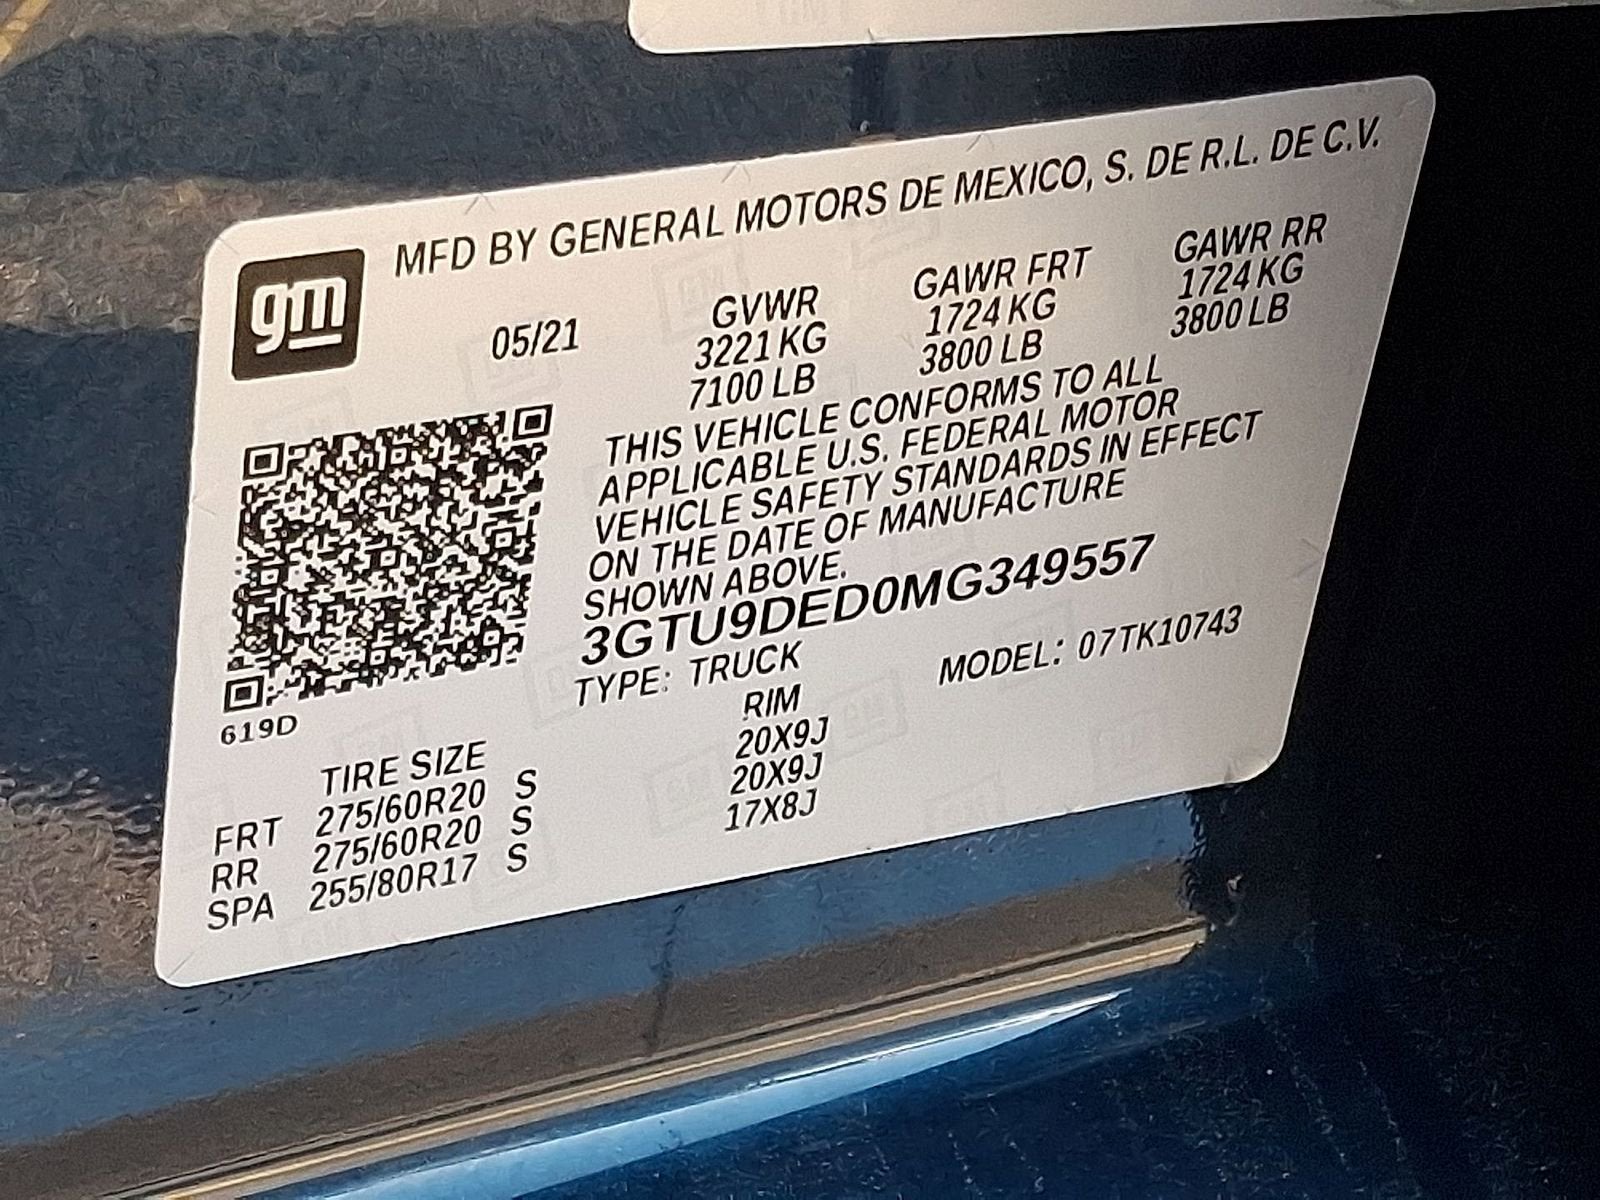 gm
MFD BY GENERAL MOTORS DE MEXICO, S. DE R.L. DE C.V.
05/21 GVWR GAWR FRT GAWR RR
3221 KG 1724 KG 1724 KG
7100 LB 3800 LB 3800 LB
THIS VEHICLE CONFORMS TO ALL
APPLICABLE U.S. FEDERAL MOTOR
VEHICLE SAFETY STANDARDS IN EFFECT
ON THE DATE OF MANUFACTURE
SHOWN ABOVE.
3GTU9DED0MG349557
TYPE: TRUCK MODEL: 07TK10743
619D
TIRE SIZE RIM
FRT 275/60R20 S 20X9J
RR 275/60R20 S 20X9J
SPA 255/80R17 S 17X8J